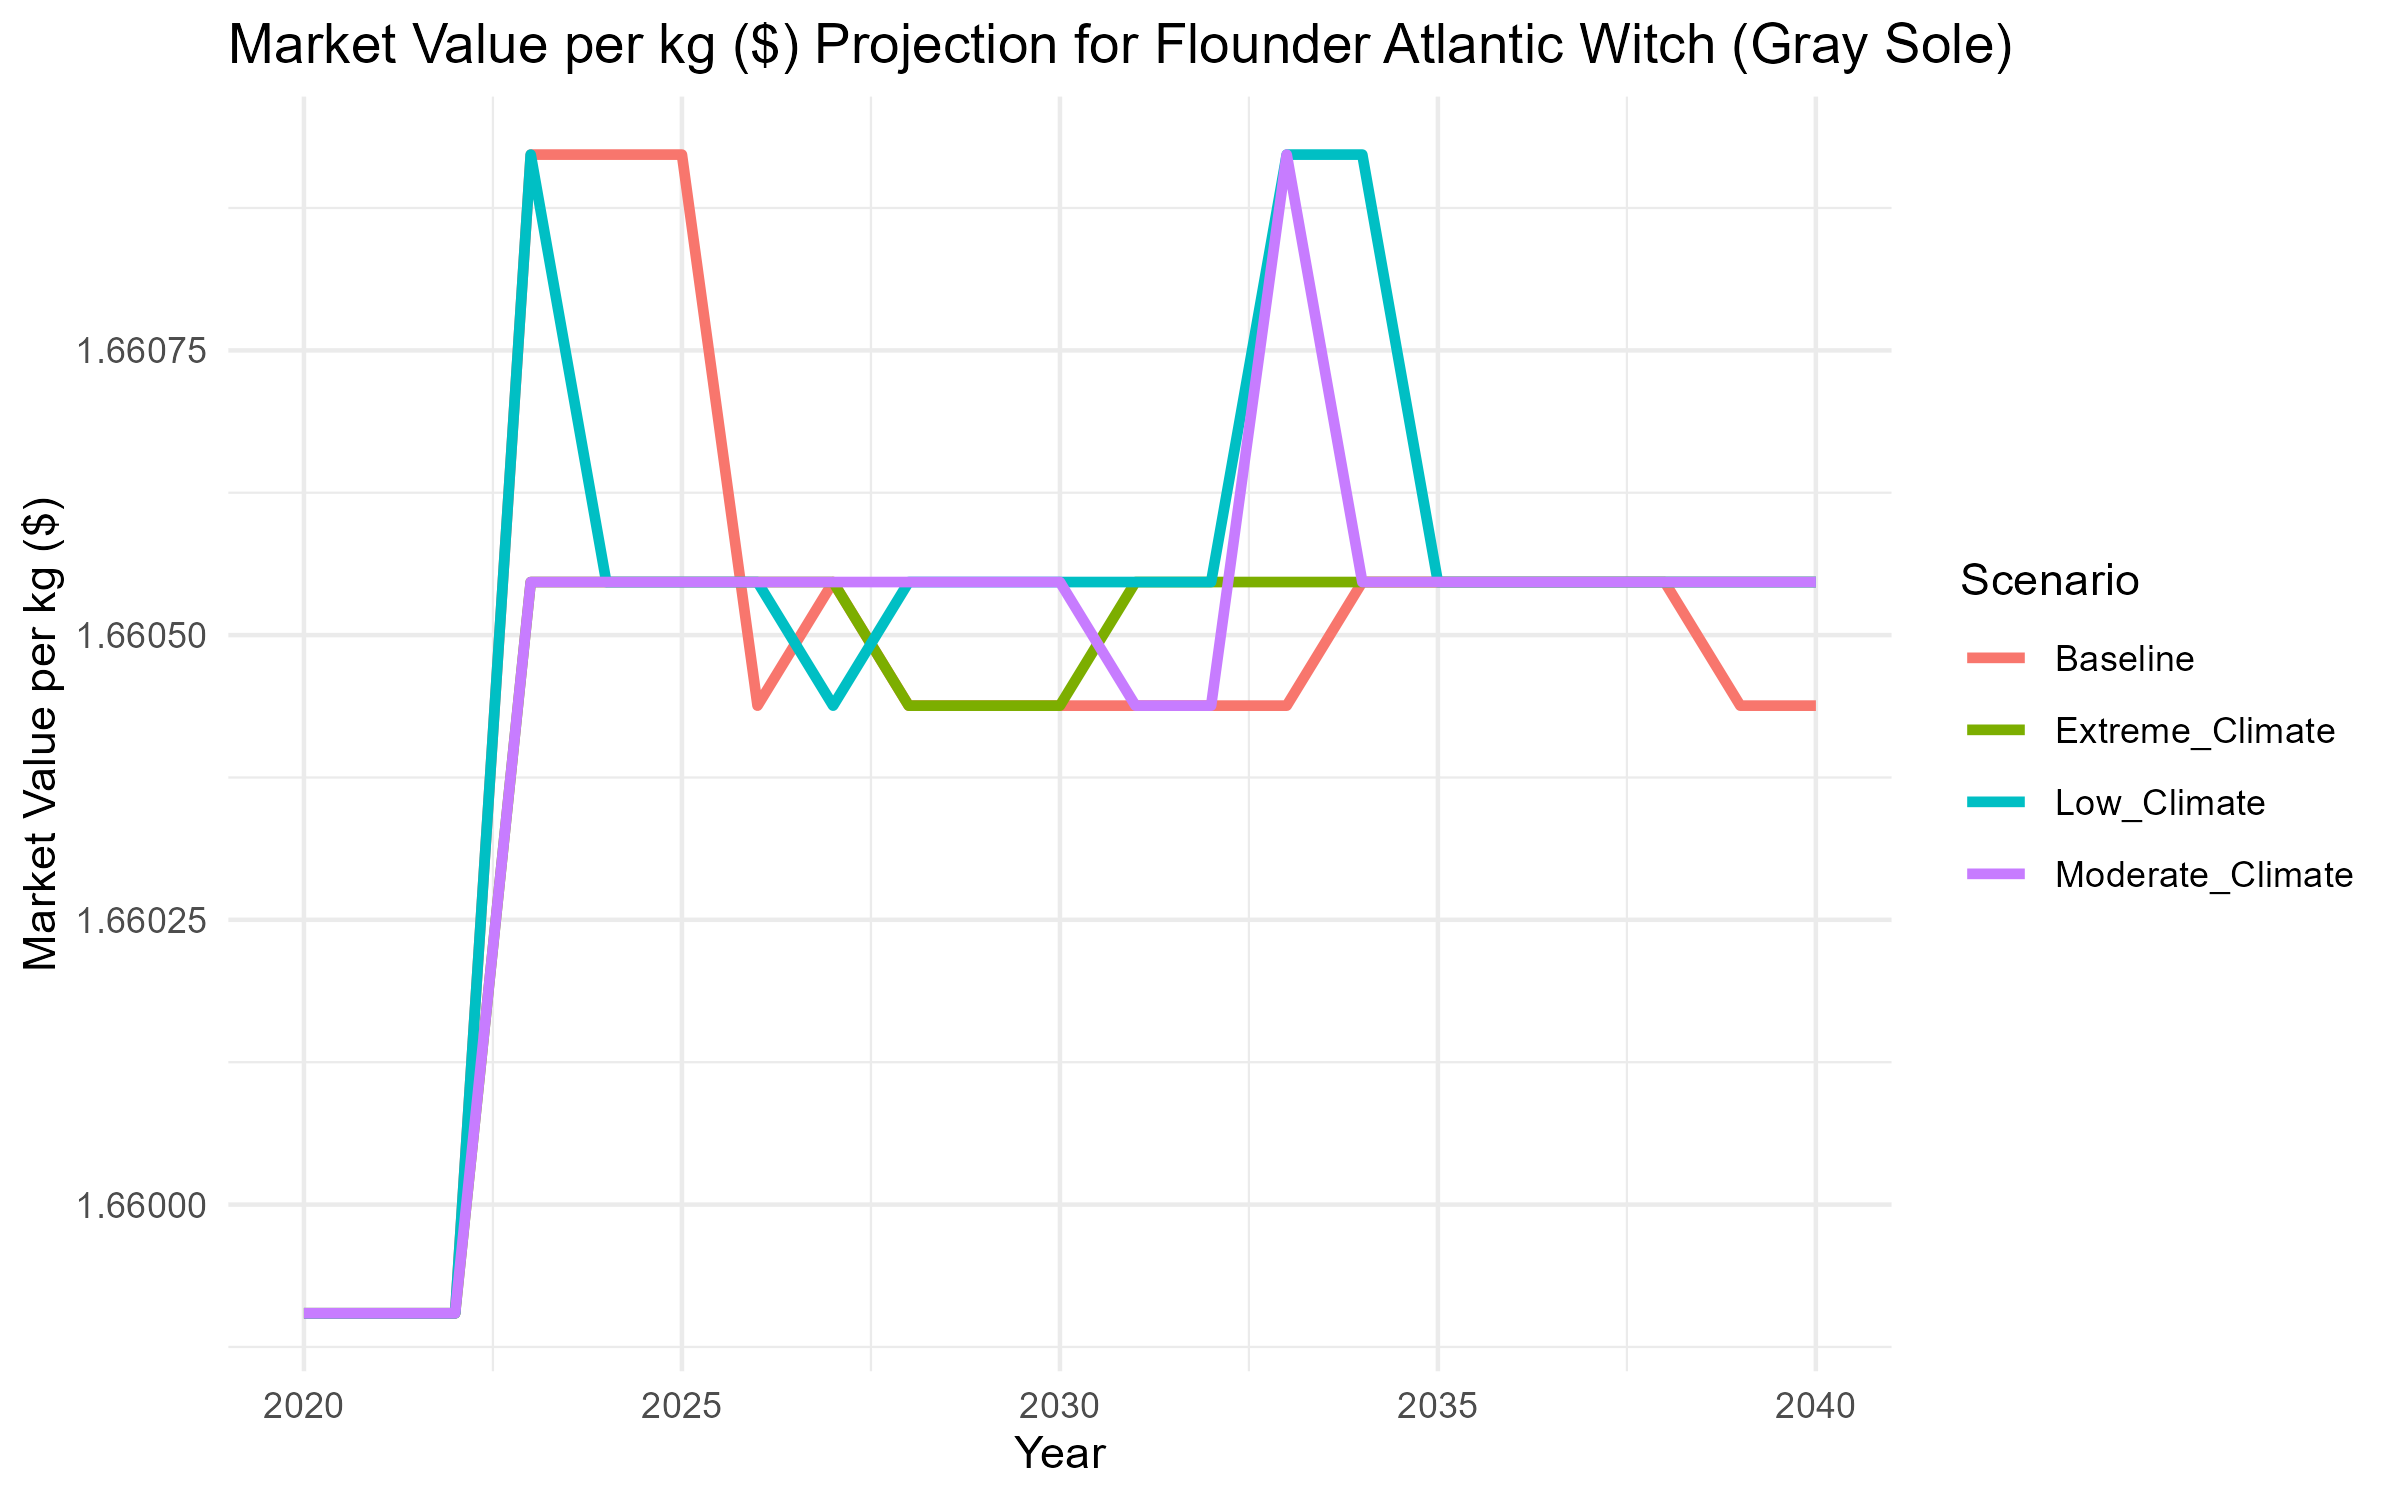 Market Value per kg ($) Projection for Flounder Atlantic Witch (Gray Sole)
Market Value per kg ($)
1.66075
1.66050
1.66025
1.66000
2020 2025 2030 2035 2040
Year
Scenario
Baseline
Extreme_Climate
Low_Climate
Moderate_Climate